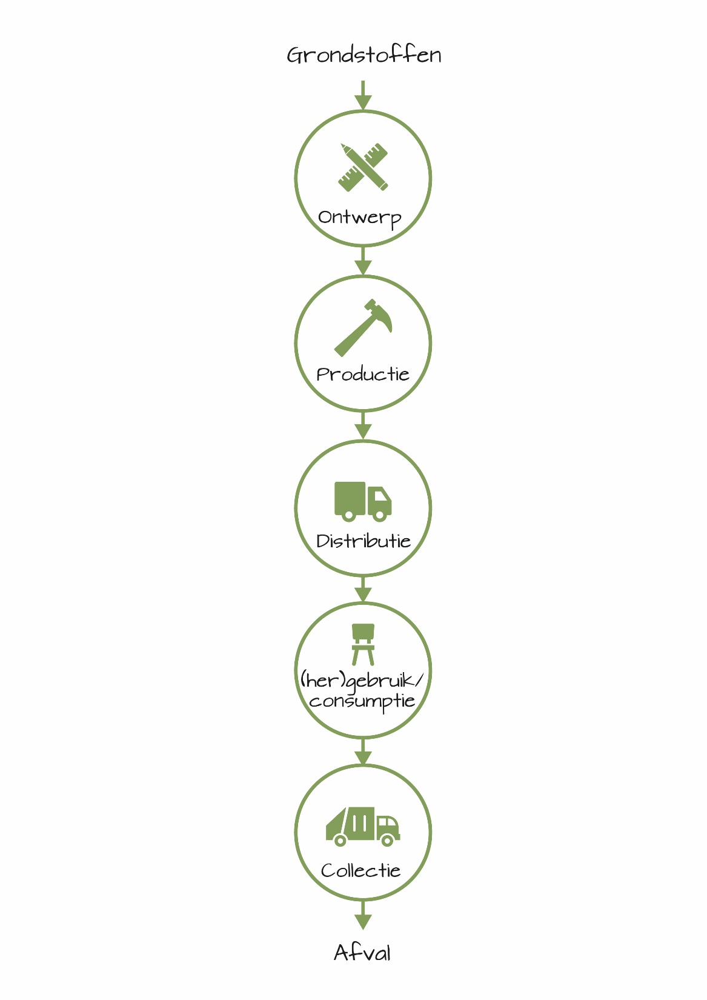 Grondstoffen
Ontwerp
Productie
Distributie
(her)gebruik/
consumptie
Collectie
Afval